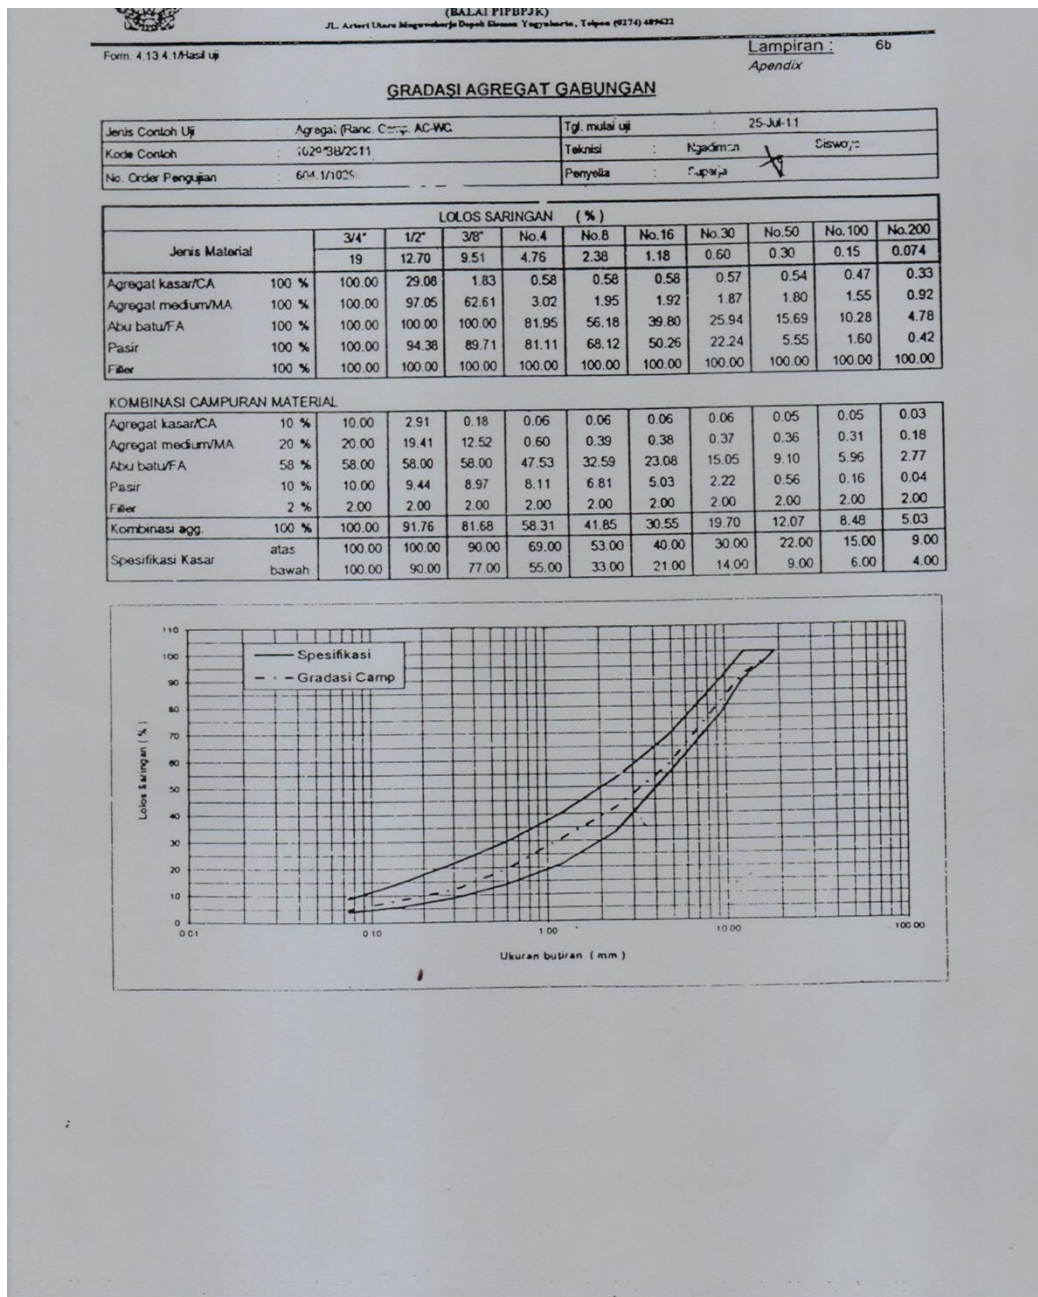 (BALAI PIPBPJK)
JL. Arteri Utara Maguwoharjo Depok Sleman Yogyakarta, Telpon (0274) 489622
Form. 4.13.4.1/Hasil uji
Lampiran : 6b
Apendix
GRADASI AGREGAT GABUNGAN
Jenis Contoh Uji : Agregat (Ranc. Camp. AC-WC Tgl. mulai uji : 25-Jul-11
Kode Contoh : Teknisi : Ngadiman Siswoyo
No. Order Pengujian : Penyelia : Suparja
LOLOS SARINGAN ( % )
Jenis Material 3/4" 1/2" 3/8" No.4 No.8 No.16 No.30 No.50 No.100 No.200
19 12.70 9.51 4.76 2.38 1.18 0.60 0.30 0.15 0.074
Agregat kasar/CA 100 % 100.00 29.08 1.83 0.58 0.58 0.58 0.57 0.54 0.47 0.33
Agregat medium/MA 100 % 100.00 97.05 62.61 3.02 1.95 1.92 1.87 1.80 1.55 0.92
Abu batu/FA 100 % 100.00 100.00 100.00 81.95 56.18 39.80 25.94 15.69 10.28 4.78
Pasir 100 % 100.00 94.38 89.71 81.11 68.12 50.26 22.24 5.55 1.60 0.42
Filler 100 % 100.00 100.00 100.00 100.00 100.00 100.00 100.00 100.00 100.00 100.00
KOMBINASI CAMPURAN MATERIAL
Agregat kasar/CA 10 % 10.00 2.91 0.18 0.06 0.06 0.06 0.06 0.05 0.05 0.03
Agregat medium/MA 20 % 20.00 19.41 12.52 0.60 0.39 0.38 0.37 0.36 0.31 0.18
Abu batu/FA 58 % 58.00 58.00 58.00 47.53 32.59 23.08 15.05 9.10 5.96 2.77
Pasir 10 % 10.00 9.44 8.97 8.11 6.81 5.03 2.22 0.56 0.16 0.04
Filler 2 % 2.00 2.00 2.00 2.00 2.00 2.00 2.00 2.00 2.00 2.00
Kombinasi agg. 100 % 100.00 91.76 81.68 58.31 41.85 30.55 19.70 12.07 8.48 5.03
Spesifikasi Kasar atas 100.00 100.00 90.00 69.00 53.00 40.00 30.00 22.00 15.00 9.00
bawah 100.00 90.00 77.00 55.00 33.00 21.00 14.00 9.00 6.00 4.00
110
100
90
80
70
60
50
40
30
20
10
0
Spesifikasi
Gradasi Camp
Lolos Saringan ( % )
0.01 0.10 1.00 10.00 100.00
Ukuran butiran ( mm )